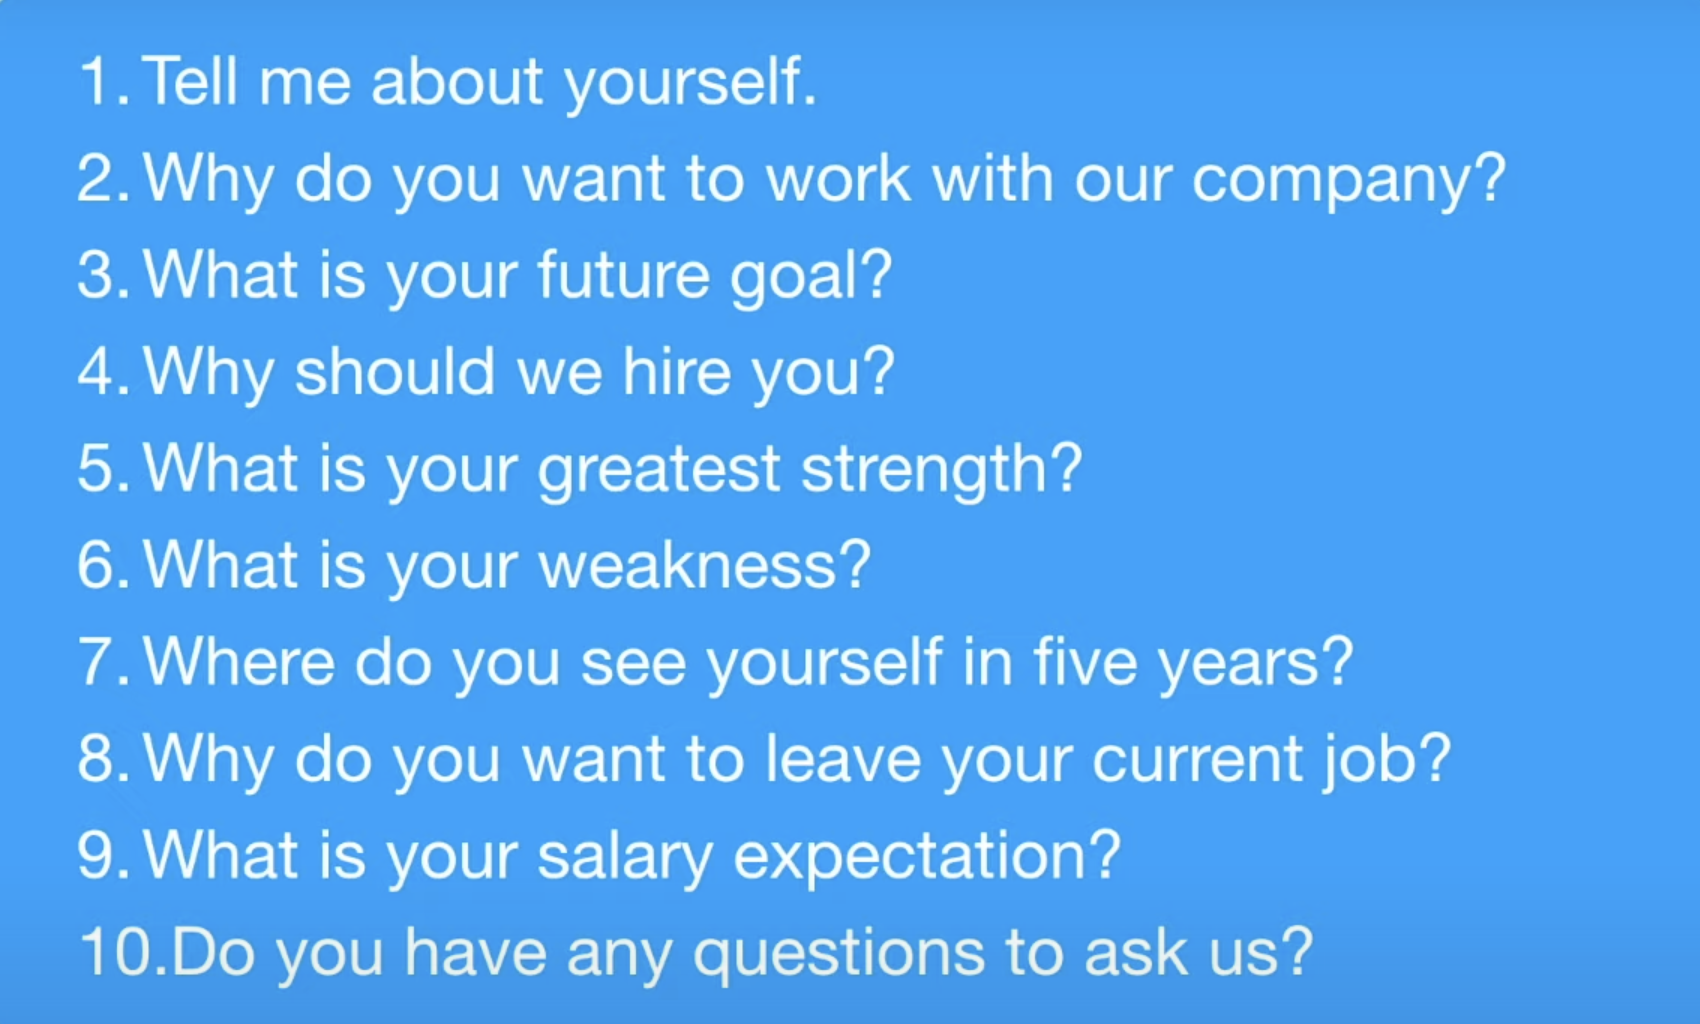 1. Tell me about yourself.
2. Why do you want to work with our company?
3. What is your future goal?
4. Why should we hire you?
5. What is your greatest strength?
6. What is your weakness?
7. Where do you see yourself in five years?
8. Why do you want to leave your current job?
9. What is your salary expectation?
10.Do you have any questions to ask us?